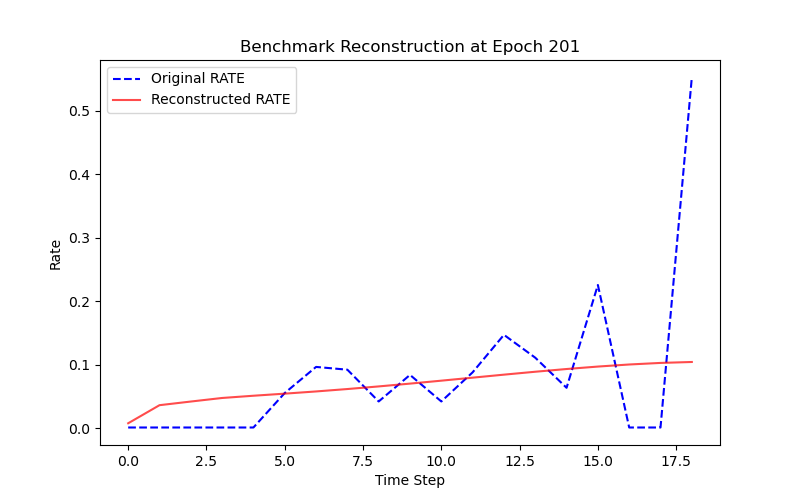 Benchmark Reconstruction at Epoch 201
Original RATE
Reconstructed RATE
0.5
0.4
0.3
0.2
0.1
0.0
Rate
0.0 2.5 5.0 7.5 10.0 12.5 15.0 17.5
Time Step